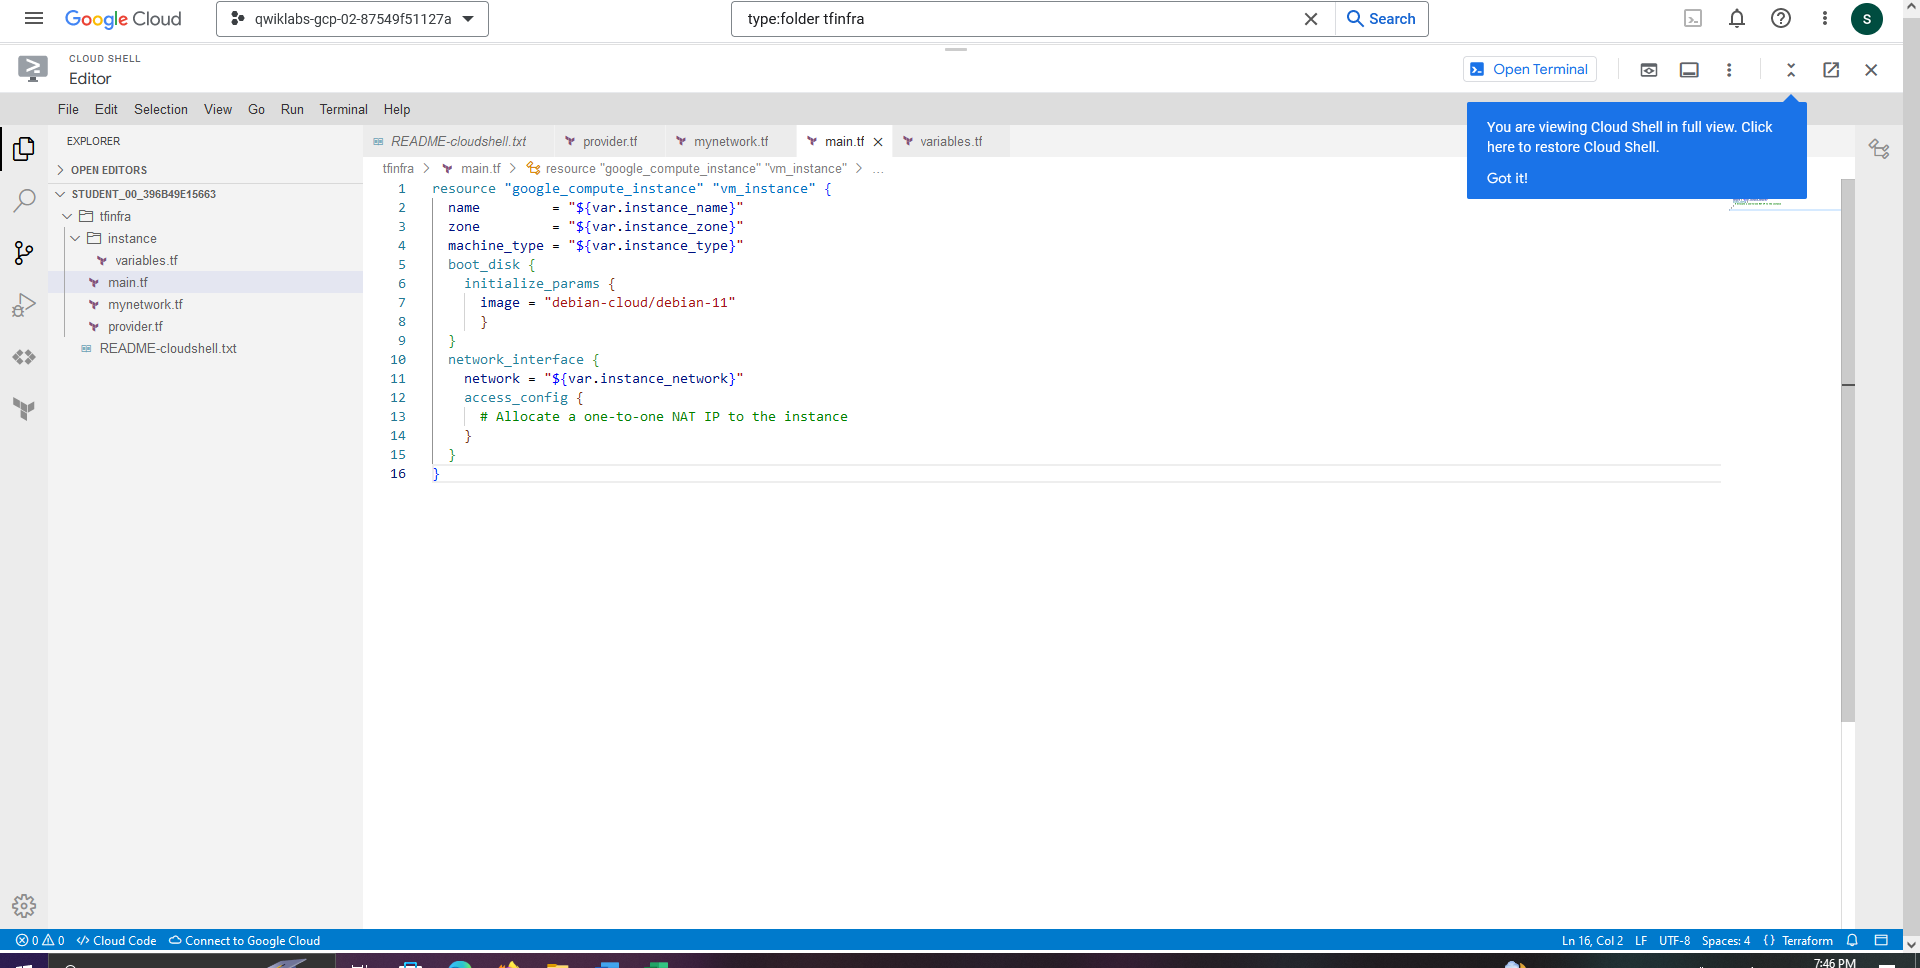 Google Cloud
qwiklabs-gcp-02-87549f51127a
type:folder tfinfra
Search
S
CLOUD SHELL
Editor
Open Terminal
File Edit Selection View Go Run Terminal Help
You are viewing Cloud Shell in full view. Click
here to restore Cloud Shell.
Got it!
EXPLORER
OPEN EDITORS
STUDENT_00_396B49E15663
tfinfra
instance
variables.tf
main.tf
mynetwork.tf
provider.tf
README-cloudshell.txt
README-cloudshell.txt provider.tf mynetwork.tf main.tf variables.tf
tfinfra > main.tf > resource "google_compute_instance" "vm_instance" > ...
1 resource "google_compute_instance" "vm_instance" {
2 name = "${var.instance_name}"
3 zone = "${var.instance_zone}"
4 machine_type = "${var.instance_type}"
5 boot_disk {
6 initialize_params {
7 image = "debian-cloud/debian-11"
8 }
9 }
10 network_interface {
11 network = "${var.instance_network}"
12 access_config {
13 # Allocate a one-to-one NAT IP to the instance
14 }
15 }
16 }
0 0 Cloud Code Connect to Google Cloud
Ln 16, Col 2 LF UTF-8 Spaces: 4 {} Terraform
7:46 PM